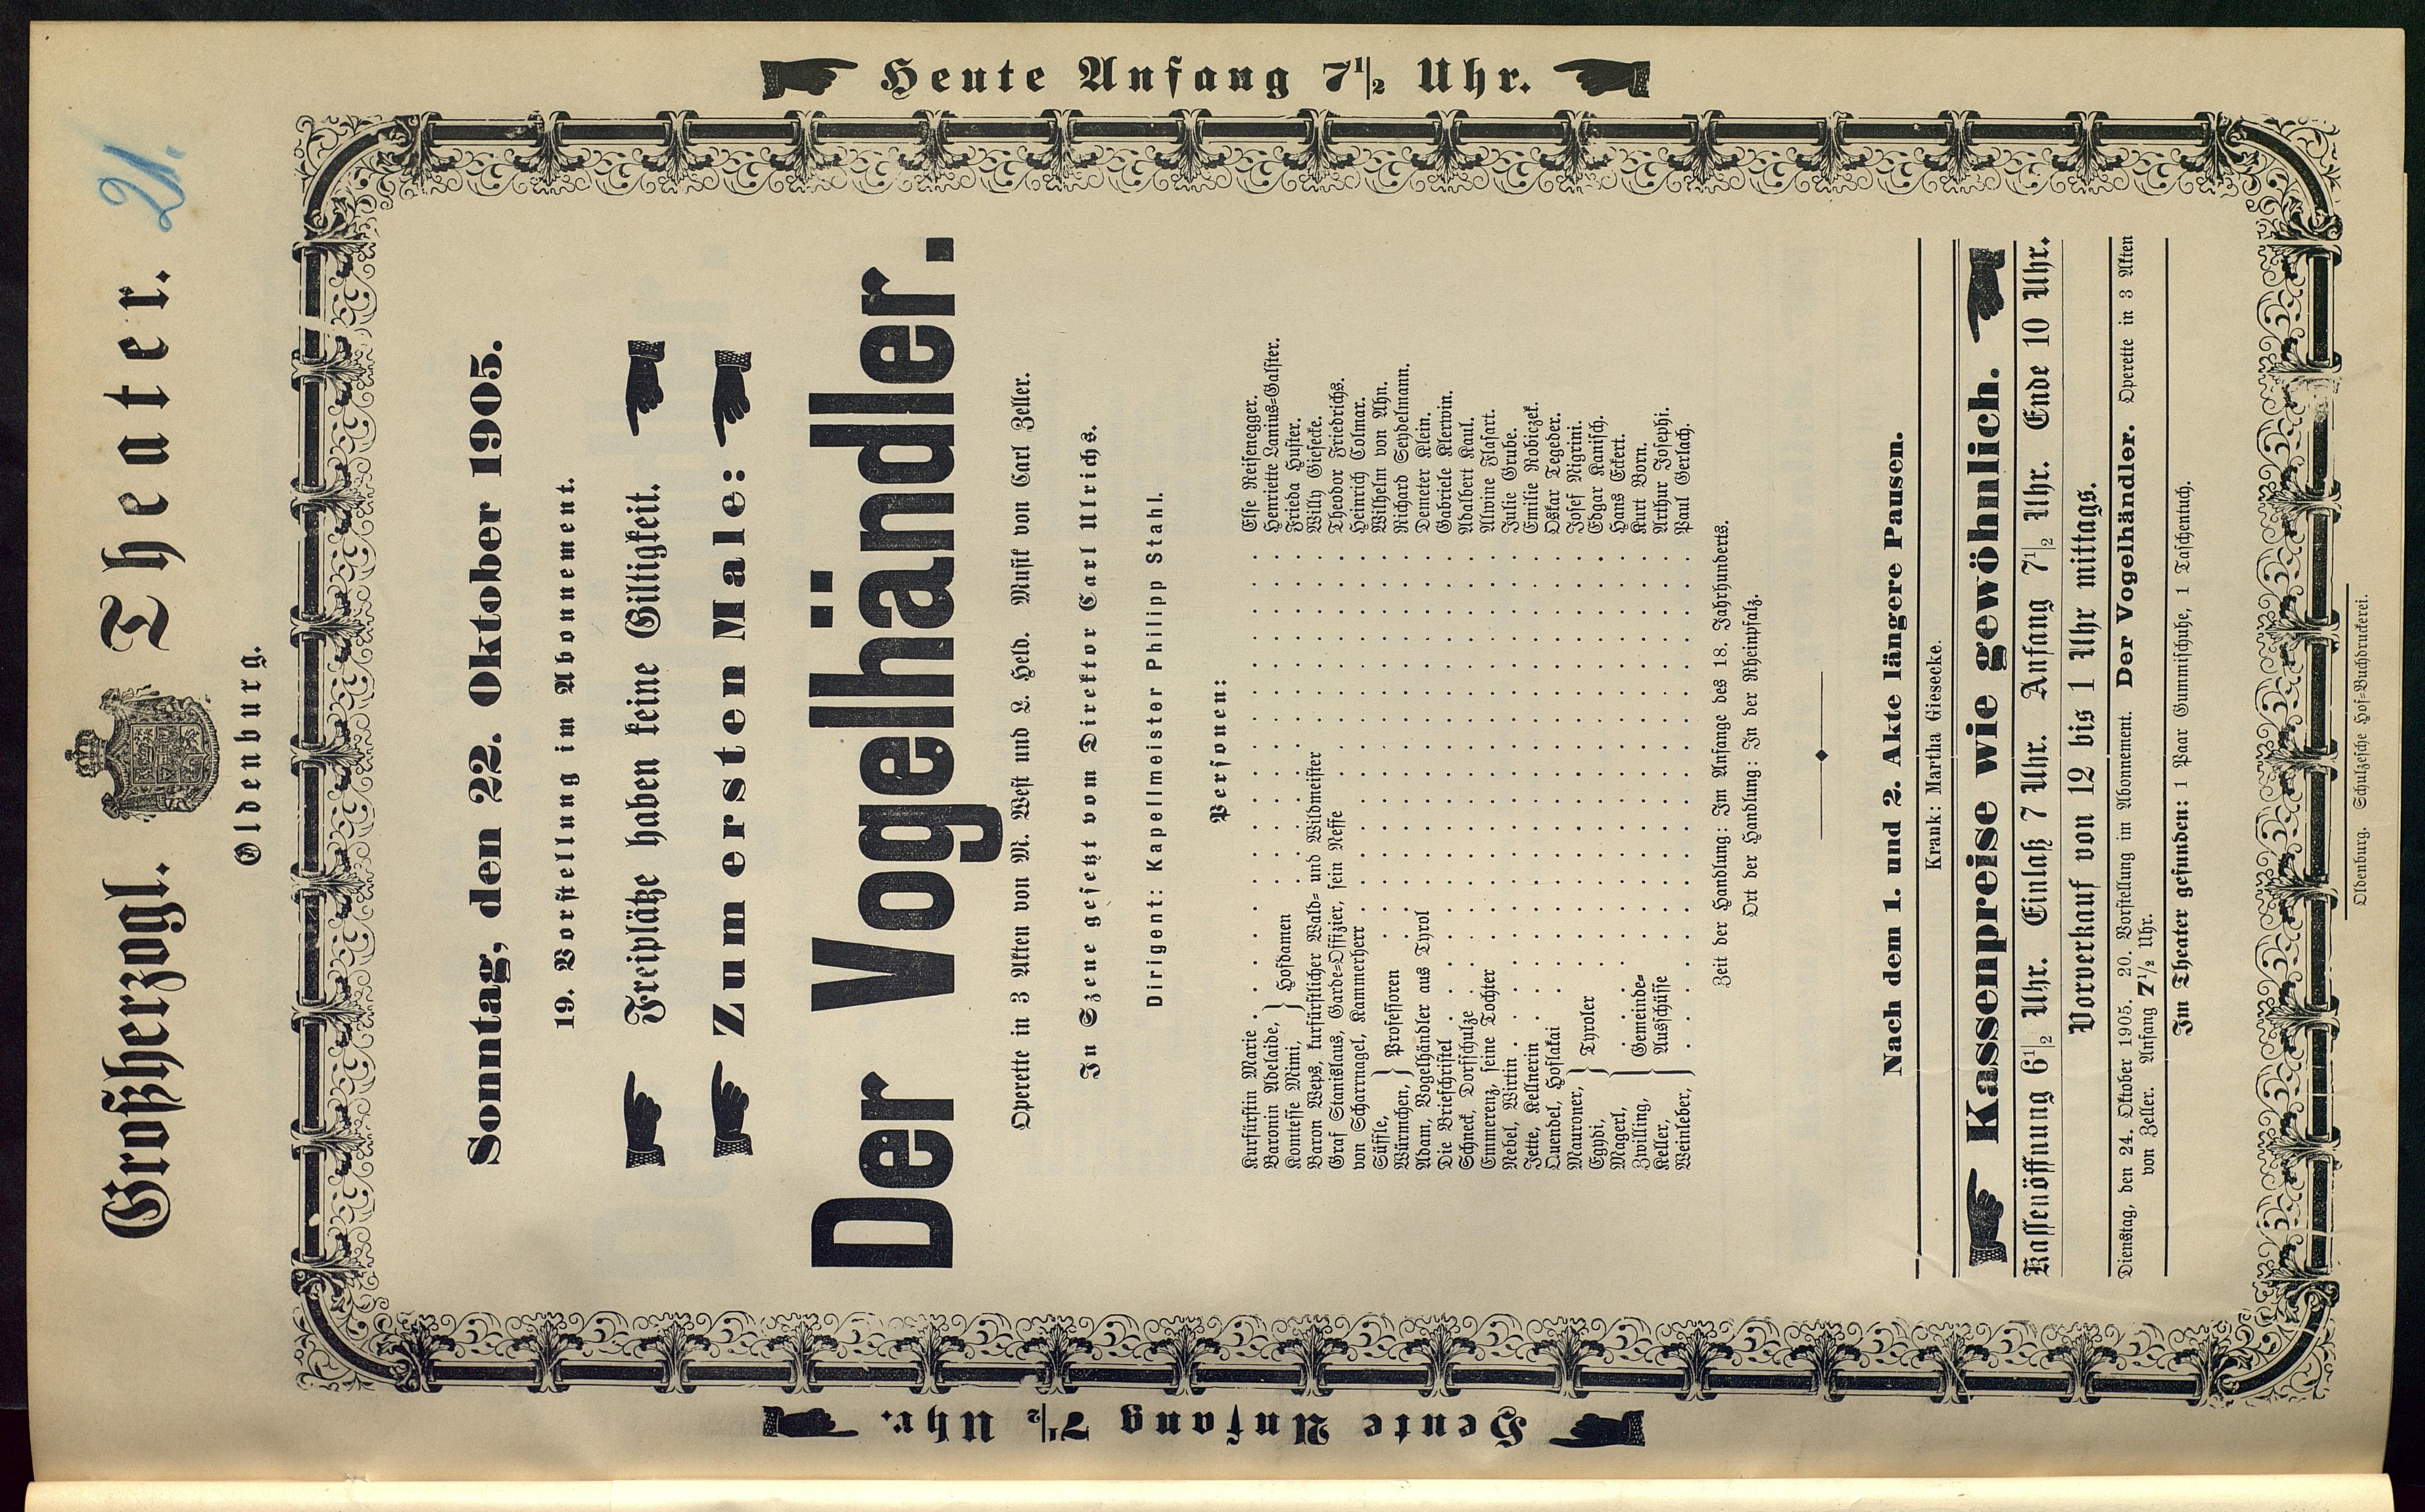 Großherzogl. Theater. 21.
Oldenburg.
Heute Anfang 7½ Uhr.
Sonntag, den 22. Oktober 1905.
19. Vorstellung im Abonnement.
Freiplätze haben keine Giltigkeit.
Zum ersten Male:
Der Vogelhändler.
Operette in 3 Akten von M. West und L. Held. Musik von Carl Zeller.
In Szene gesetzt vom Direktor Carl Ulrichs.
Dirigent: Kapellmeister Philipp Stahl.
Personen:
Kurfürstin Marie . . . . Else Reisenegger.
Baronin Adelaide, } Hofdamen . . . . Henriette Lanius-Galster.
Komtesse Mimi, } . . . . Frieda Huster.
Baron Weps, kurfürstlicher Wald- und Wildmeister . . . . Willy Giesecke.
Graf Stanislaus, Garde-Offizier, sein Neffe . . . . Theodor Friedrichs.
von Scharrnagel, Kammerherr . . . . Heinrich Colmar.
Süffle, } Professoren . . . . Wilhelm von Ahn.
Würmchen, } . . . . Richard Seydelmann.
Adam, Vogelhändler aus Tyrol . . . . Demeter Klein.
Die Briefchristel . . . . Gabriele Klerwin.
Schneck, Dorfschulze . . . . Adalbert Kaul.
Emmerenz, seine Tochter . . . . Alwine Flasart.
Nebel, Wirtin . . . . Julie Grube.
Jette, Kellnerin . . . . Emilie Robiczek.
Quendel, Hoflakai . . . . Oskar Tegeder.
Mauroner, } Tyroler . . . . Josef Nigrini.
Egydi, } . . . . Edgar Kanisch.
Magerl, } . . . . Hans Eckert.
Zwilling, } Gemeinde- . . . . Kurt Born.
Keller, } Ausschüsse . . . . Arthur Josephi.
Weinleber, } . . . . Paul Gerlach.
Zeit der Handlung: Im Anfange des 18. Jahrhunderts.
Ort der Handlung: In der Rheinpfalz.
Nach dem 1. und 2. Akte längere Pausen.
Krank: Martha Giesecke.
Kassenpreise wie gewöhnlich.
Kassenöffnung 6½ Uhr. Einlaß 7 Uhr. Anfang 7½ Uhr. Ende 10 Uhr.
Vorverkauf von 12 bis 1 Uhr mittags.
Dienstag, den 24. Oktober 1905. 20. Vorstellung im Abonnement. Der Vogelhändler. Operette in 3 Akten
von Zeller. Anfang 7½ Uhr.
Im Theater gefunden: 1 Paar Gummischuhe, 1 Taschentuch.
Heute Anfang 7½ Uhr.
Oldenburg. Schulzesche Hof-Buchdruckerei.